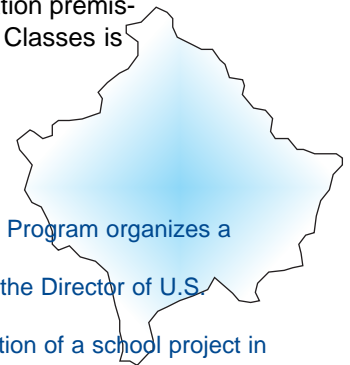 tion premis-
Classes is
Program organizes a
the Director of U.S.
tion of a school project in